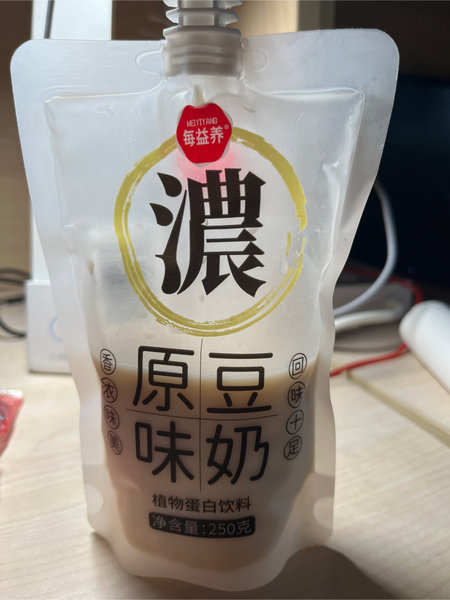 MEIYIYANG
每益养®
濃
原味
豆奶
香浓味美
回味十足
植物蛋白饮料
净含量:250克